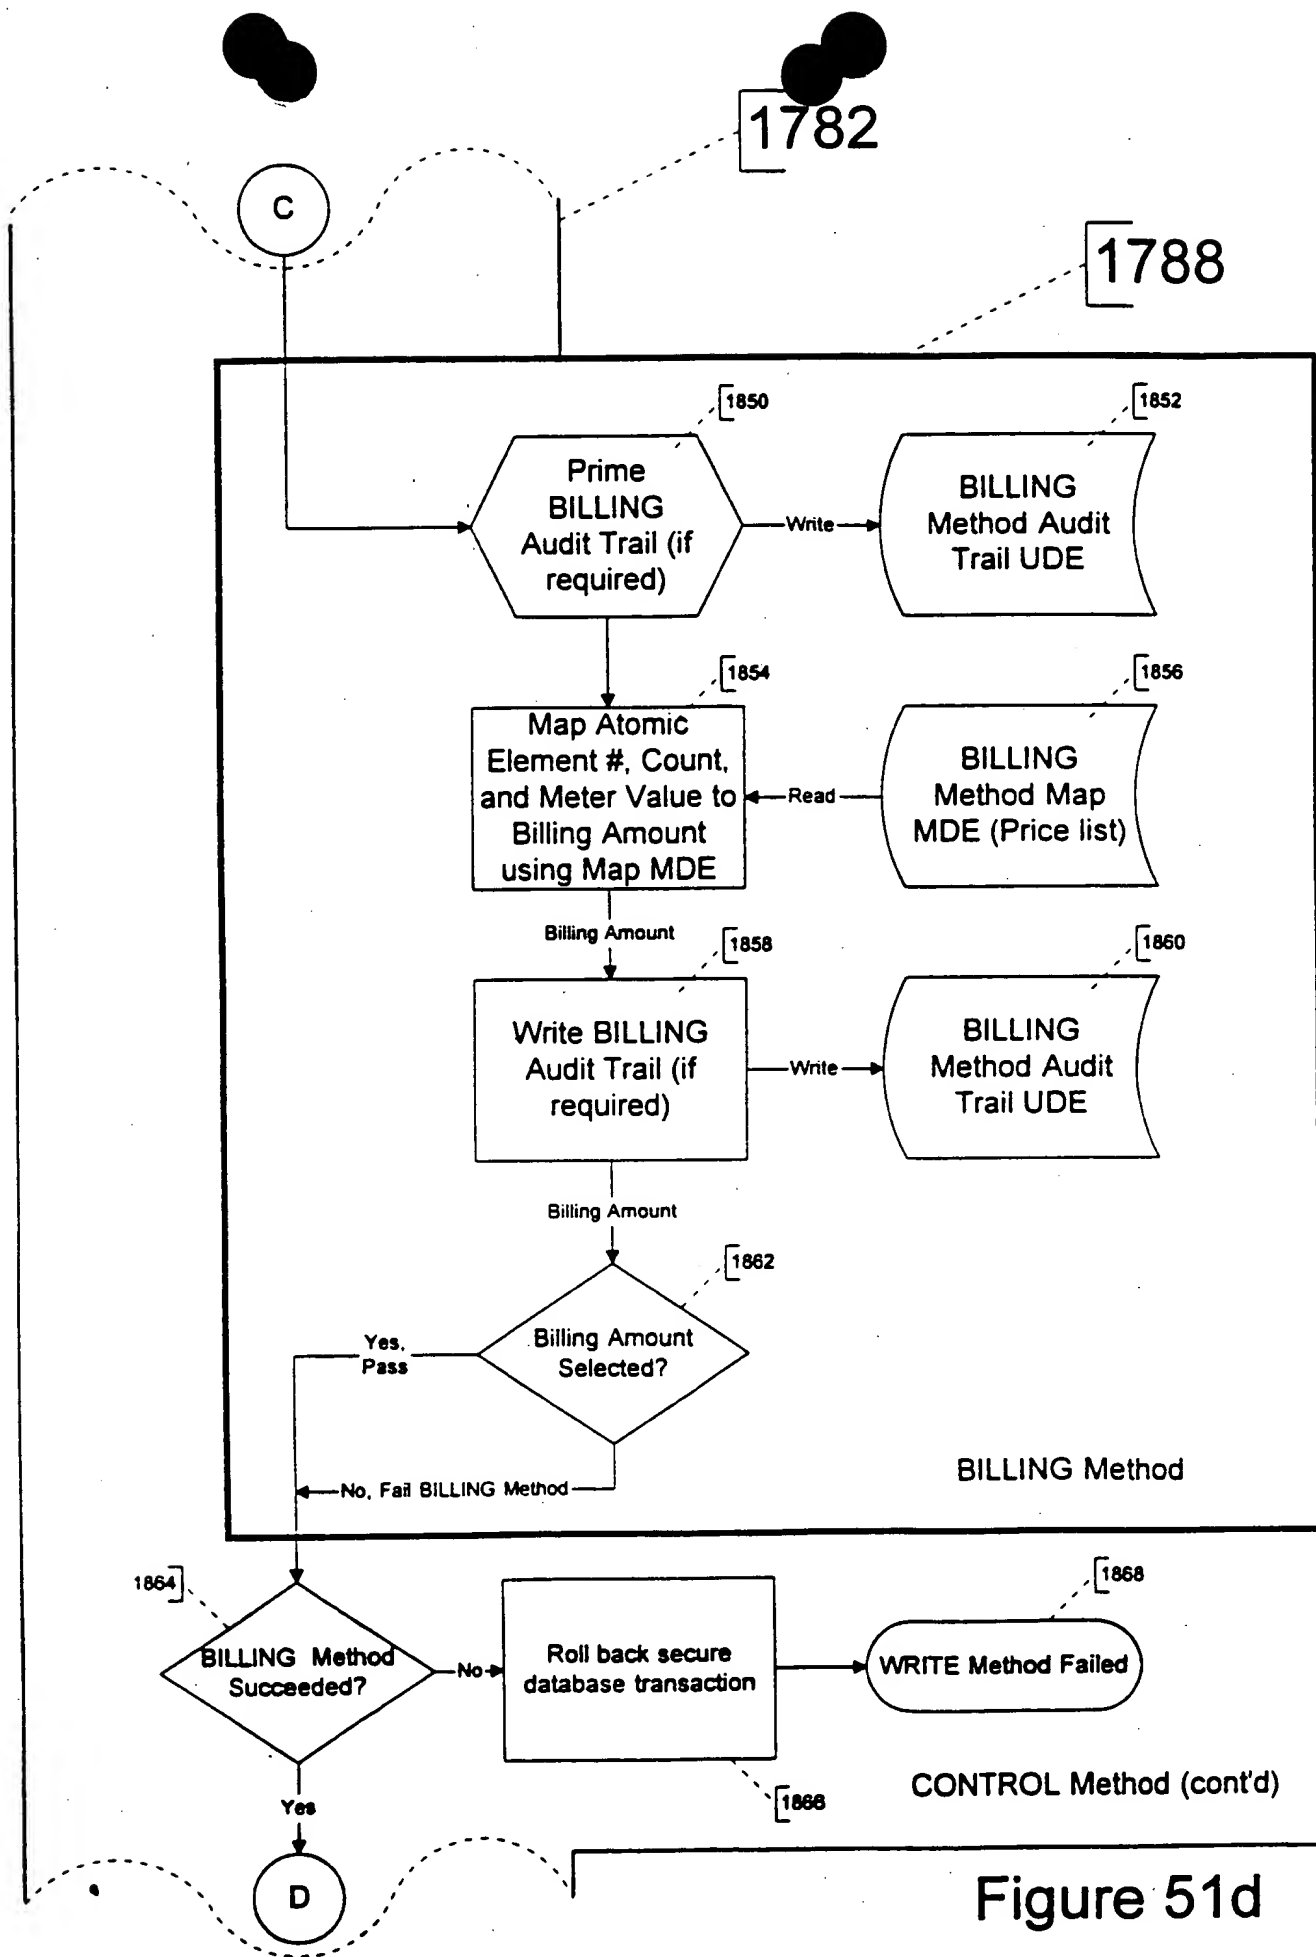 1782
C
1788
1850
1852
Prime
BILLING
Audit Trail (if
required)
Write
BILLING
Method Audit
Trail UDE
1854
1856
Map Atomic
Element #, Count,
and Meter Value to
Billing Amount
using Map MDE
Read
BILLING
Method Map
MDE (Price list)
Billing Amount
1858
1860
Write BILLING
Audit Trail (if
required)
Write
BILLING
Method Audit
Trail UDE
Billing Amount
1862
Billing Amount
Selected?
Yes,
Pass
No, Fail BILLING Method
BILLING Method
1864
1868
BILLING Method
Succeeded?
No
Roll back secure
database transaction
WRITE Method Failed
1866
CONTROL Method (cont'd)
Yes
D
Figure 51d